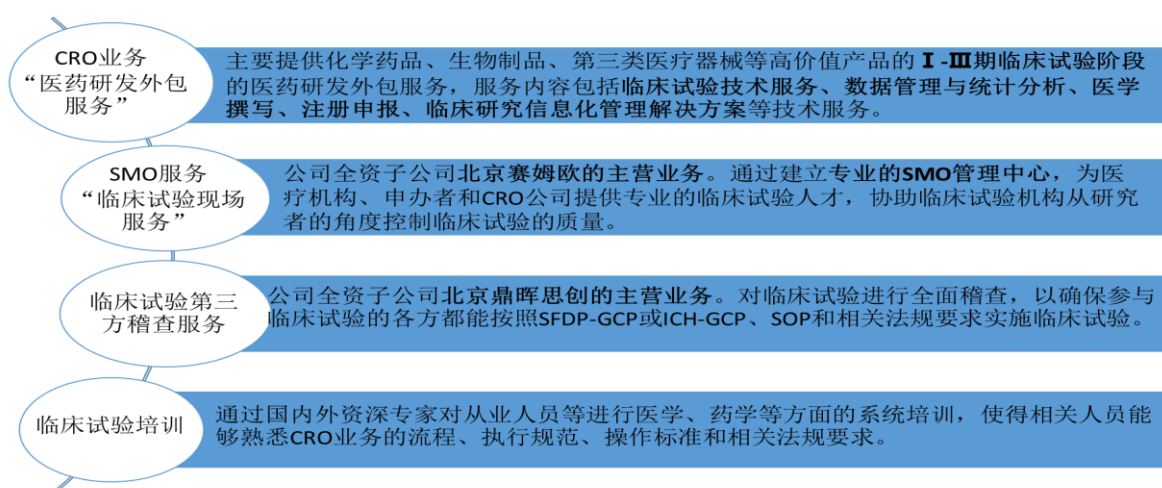 CRO业务
“医药研发外包
服务”
主要提供化学药品、生物制品、第三类医疗器械等高价值产品的Ⅰ-Ⅲ期临床试验阶段
的医药研发外包服务，服务内容包括临床试验技术服务、数据管理与统计分析、医学
撰写、注册申报、临床研究信息化管理解决方案等技术服务。
SMO服务
“临床试验现场
服务”
公司全资子公司北京赛姆欧的主营业务。通过建立专业的SMO管理中心，为医
疗机构、申办者和CRO公司提供专业的临床试验人才，协助临床试验机构从研究
者的角度控制临床试验的质量。
临床试验第三
方稽查服务
公司全资子公司北京鼎晖思创的主营业务。对临床试验进行全面稽查，以确保参与
临床试验的各方都能按照SFDP-GCP或ICH-GCP、SOP和相关法规要求实施临床试验。
临床试验培训
通过国内外资深专家对从业人员等进行医学、药学等方面的系统培训，使得相关人员能
够熟悉CRO业务的流程、执行规范、操作标准和相关法规要求。